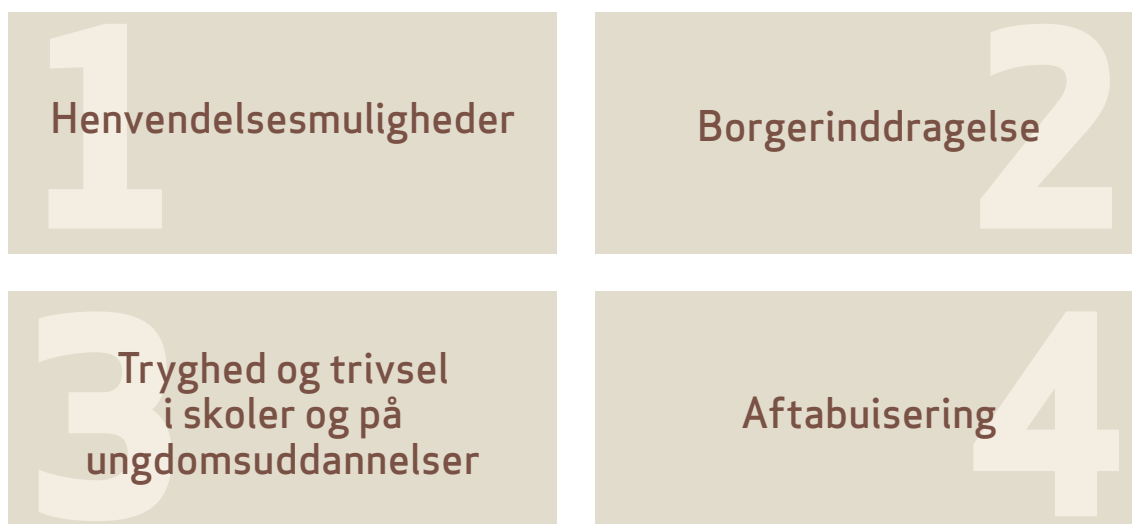 1
Henvendelsesmuligheder
2
Borgerinddragelse
3
Tryghed og trivsel
i skoler og på
ungdomsuddannelser
4
Aftabuisering